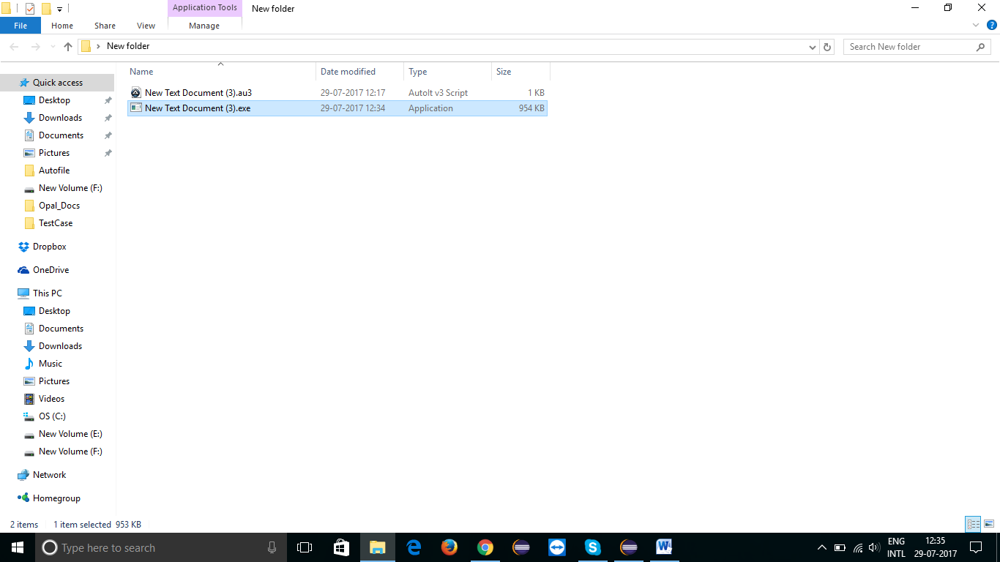 Application Tools New folder
File Home Share View Manage
New folder Search New folder
Name Date modified Type Size
Quick access
New Text Document (3).au3 29-07-2017 12:17 AutoIt v3 Script 1 KB
Desktop
New Text Document (3).exe 29-07-2017 12:34 Application 954 KB
Downloads
Documents
Pictures
Autofile
New Volume (F:)
Opal_Docs
TestCase
Dropbox
OneDrive
This PC
Desktop
Documents
Downloads
Music
Pictures
Videos
OS (C:)
New Volume (E:)
New Volume (F:)
Network
Homegroup
2 items 1 item selected 953 KB
Type here to search
ENG 12:35
INTL 29-07-2017